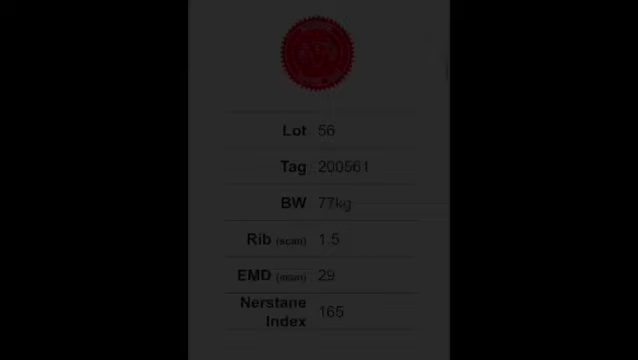 Lot 56
Tag 200561
BW 77kg
Rib (scan) 1.5
EMD (scan) 29
Nerstane
Index 165